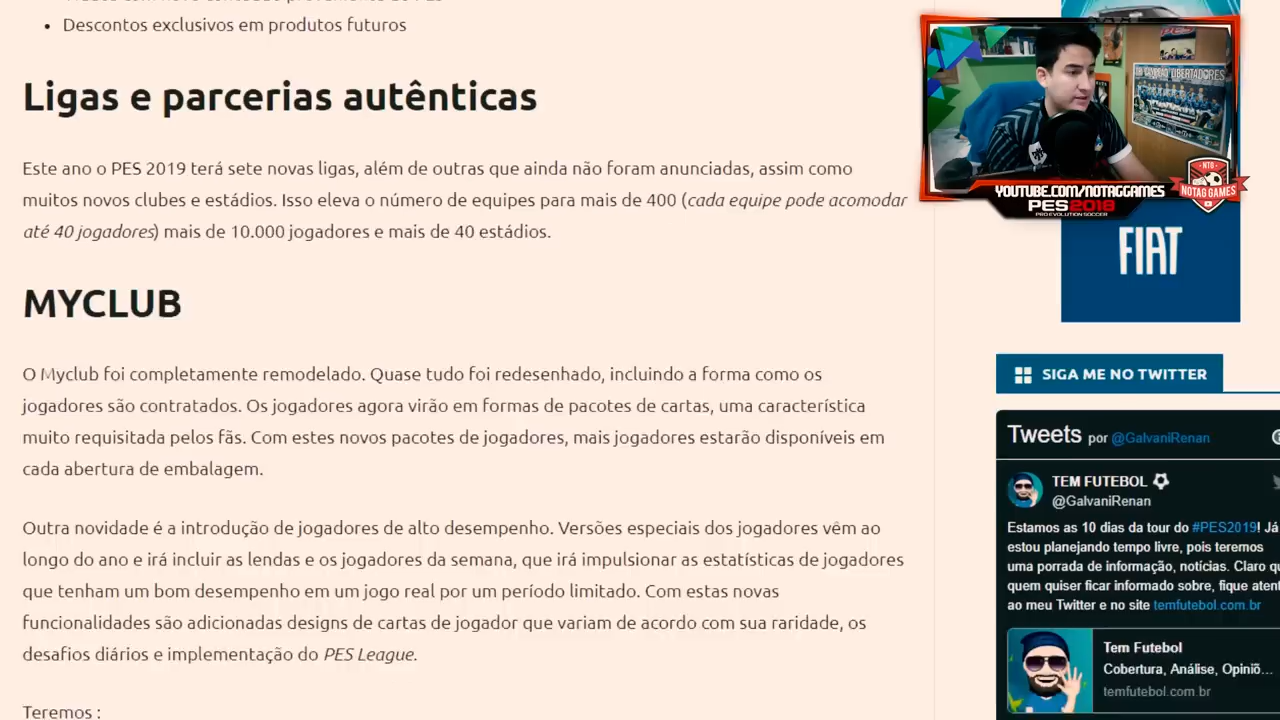 Descontos exclusivos em produtos futuros
Ligas e parcerias autênticas
Este ano o PES 2019 terá sete novas ligas, além de outras que ainda não foram anunciadas, assim como
muitos novos clubes e estádios. Isso eleva o número de equipes para mais de 400 (cada equipe pode acomodar
até 40 jogadores) mais de 10.000 jogadores e mais de 40 estádios.
MYCLUB
O Myclub foi completamente remodelado. Quase tudo foi redesenhado, incluindo a forma como os
jogadores são contratados. Os jogadores agora virão em formas de pacotes de cartas, uma característica
muito requisitada pelos fãs. Com estes novos pacotes de jogadores, mais jogadores estarão disponíveis em
cada abertura de embalagem.
Outra novidade é a introdução de jogadores de alto desempenho. Versões especiais dos jogadores vêm ao
longo do ano e irá incluir as lendas e os jogadores da semana, que irá impulsionar as estatísticas de jogadores
que tenham um bom desempenho em um jogo real por um período limitado. Com estas novas
funcionalidades são adicionadas designs de cartas de jogador que variam de acordo com sua raridade, os
desafios diários e implementação do PES League.
Teremos :
LIBERTADORES
YOUTUBE.COM/NOTAGGAMES
PES2018
PRO EVOLUTION SOCCER
NTG
NOTAG GAMES
FIAT
SIGA ME NO TWITTER
Tweets por @GalvaniRenan
TEM FUTEBOL
@GalvaniRenan
Estamos as 10 dias da tour do #PES2019! Já
estou planejando tempo livre, pois teremos
uma porrada de informação, notícias. Claro
quem quiser ficar informado sobre, fique
ao meu Twitter e no site temfutebol.com.br
Tem Futebol
Cobertura, Análise, Opiniõ...
temfutebol.com.br